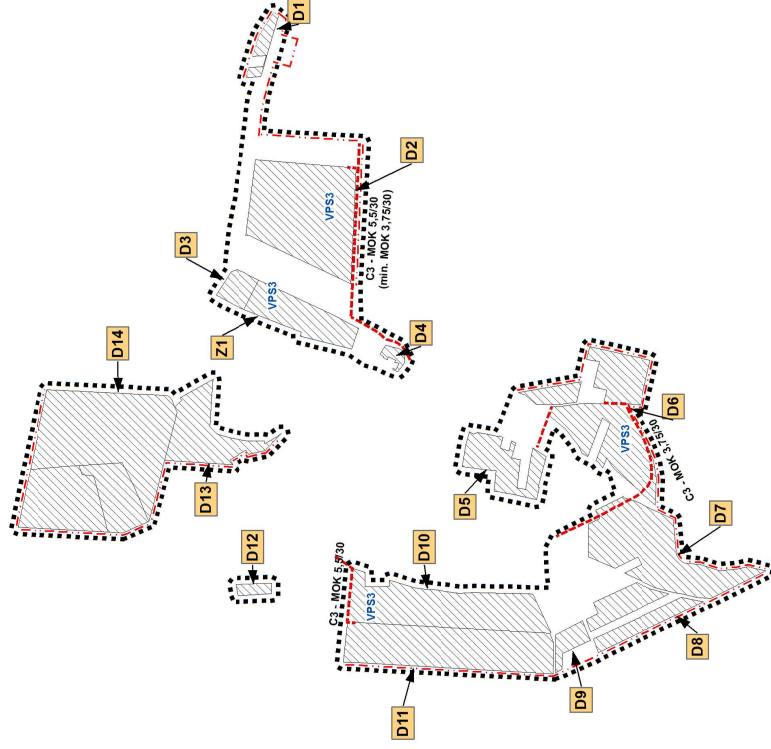 D1
D2
VPS3
C3 - MOK 5,5/30
(min. MOK 3,75/30)
D3
VPS3
Z1
D4
D14
D13
D12
D5
D6
VPS3
C3 - MOK 3,75/30
D7
C3 - MOK 5,5/30
VPS3
D10
D11
D9
D8